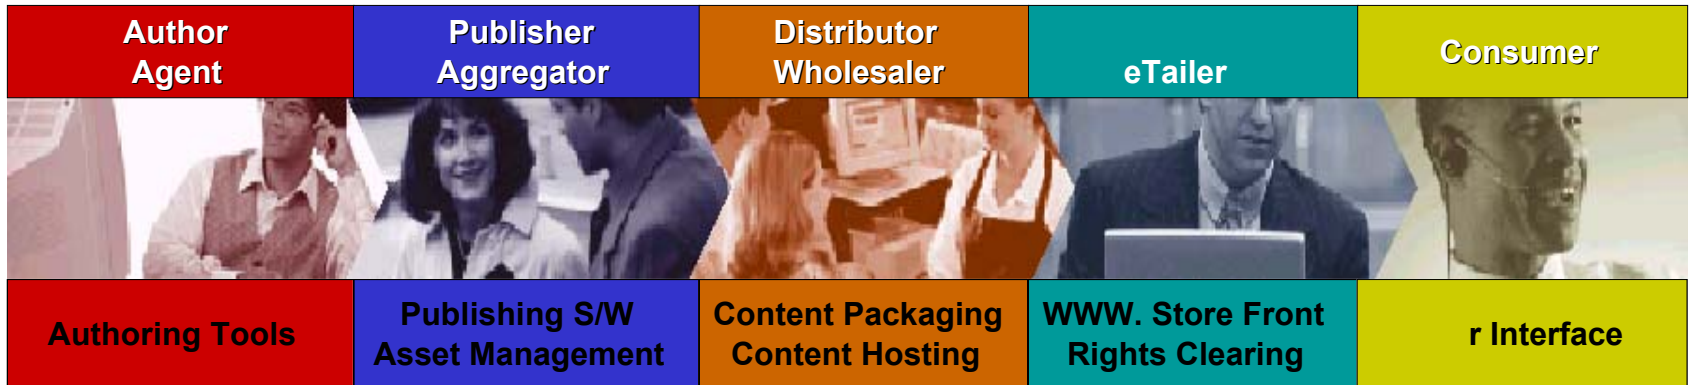 Author
Agent
Publisher
Aggregator
Distributor
Wholesaler
eTailer
Consumer
Authoring Tools
Publishing S/W
Asset Management
Content Packaging
Content Hosting
WWW. Store Front
Rights Clearing
r Interface